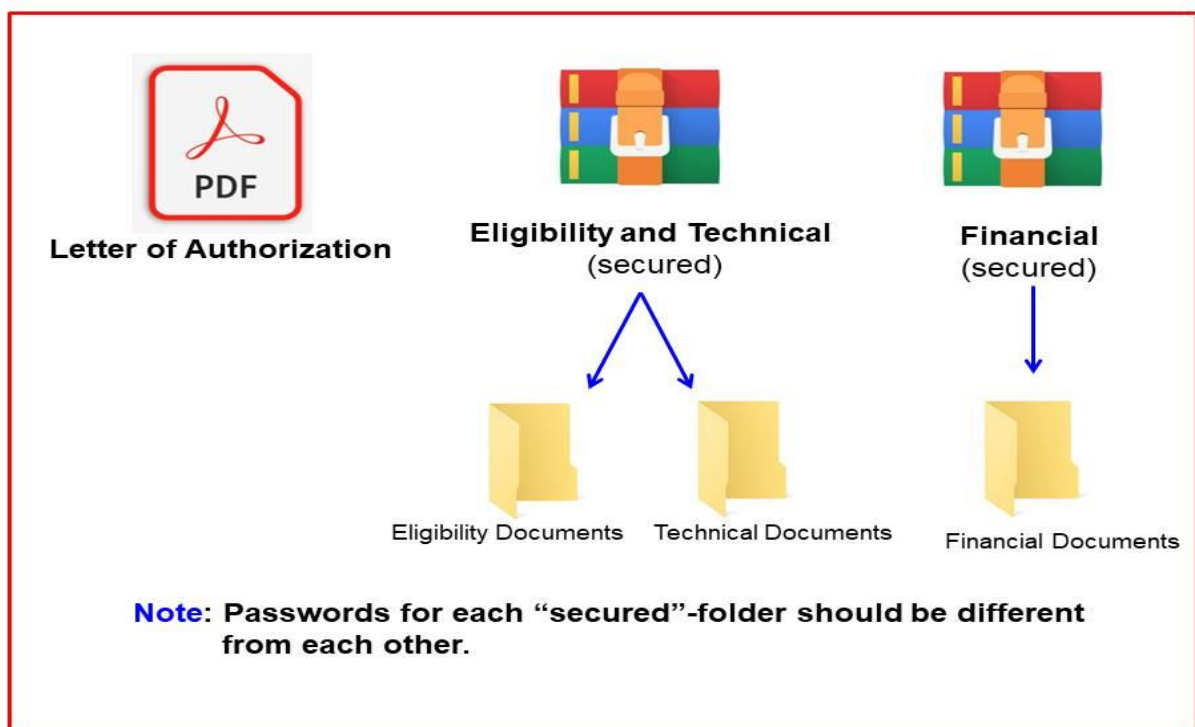 PDF
Letter of Authorization
Eligibility and Technical
(secured)
Financial
(secured)
Eligibility Documents
Technical Documents
Financial Documents
Note: Passwords for each “secured”-folder should be different
from each other.